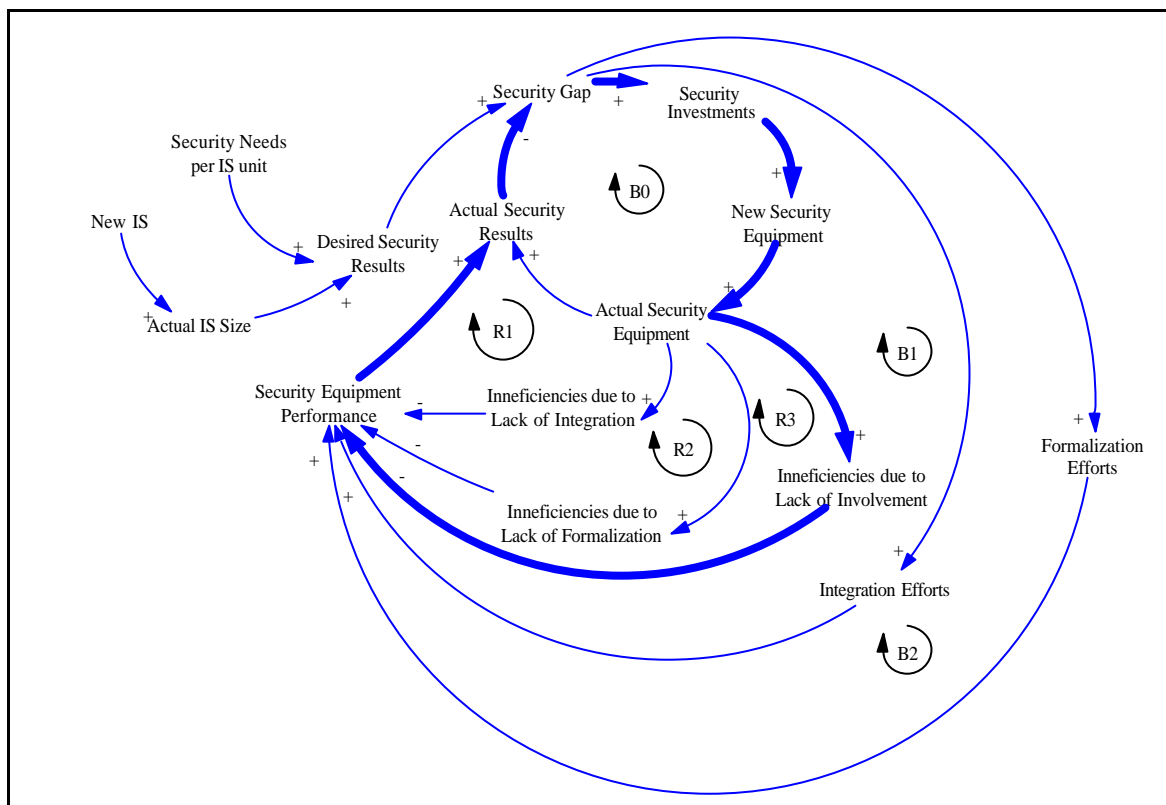 Security Gap
+
+
Security
Investments
-
Security Needs
per IS unit
B0
+
New IS
Actual Security
Results
New Security
Equipment
+
Desired Security
Results
+
+
+
+
+
Actual IS Size
Actual Security
Equipment
R1
B1
Security Equipment
Performance
-
Inneficiencies due to
Lack of Integration
+
R3
+
R2
+
Formalization
Efforts
-
+
-
+
Inneficiencies due to
Lack of Involvement
Inneficiencies due to
Lack of Formalization
+
+
Integration Efforts
B2